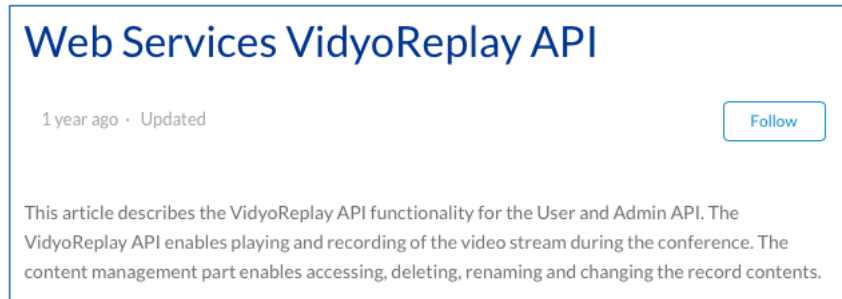 Web Services VidyoReplay API
1 year ago · Updated
Follow
This article describes the VidyoReplay API functionality for the User and Admin API. The
VidyoReplay API enables playing and recording of the video stream during the conference. The
content management part enables accessing, deleting, renaming and changing the record contents.